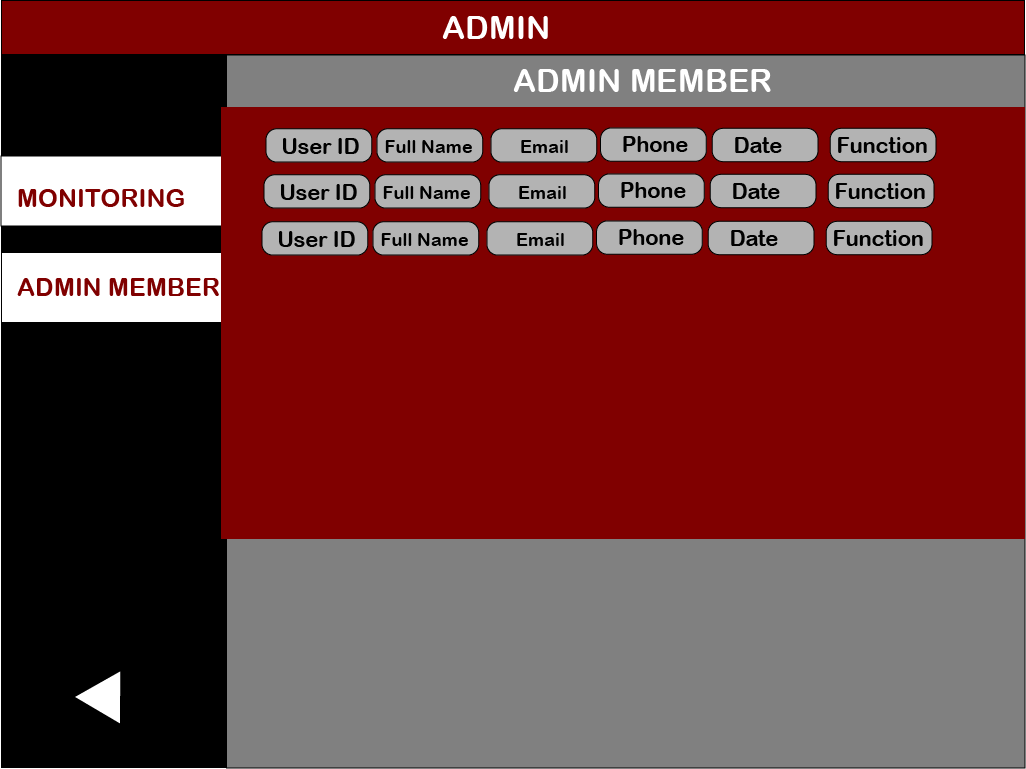 ADMIN
ADMIN MEMBER
User ID Full Name Email Phone Date Function
User ID Full Name Email Phone Date Function
User ID Full Name Email Phone Date Function
MONITORING
ADMIN MEMBER